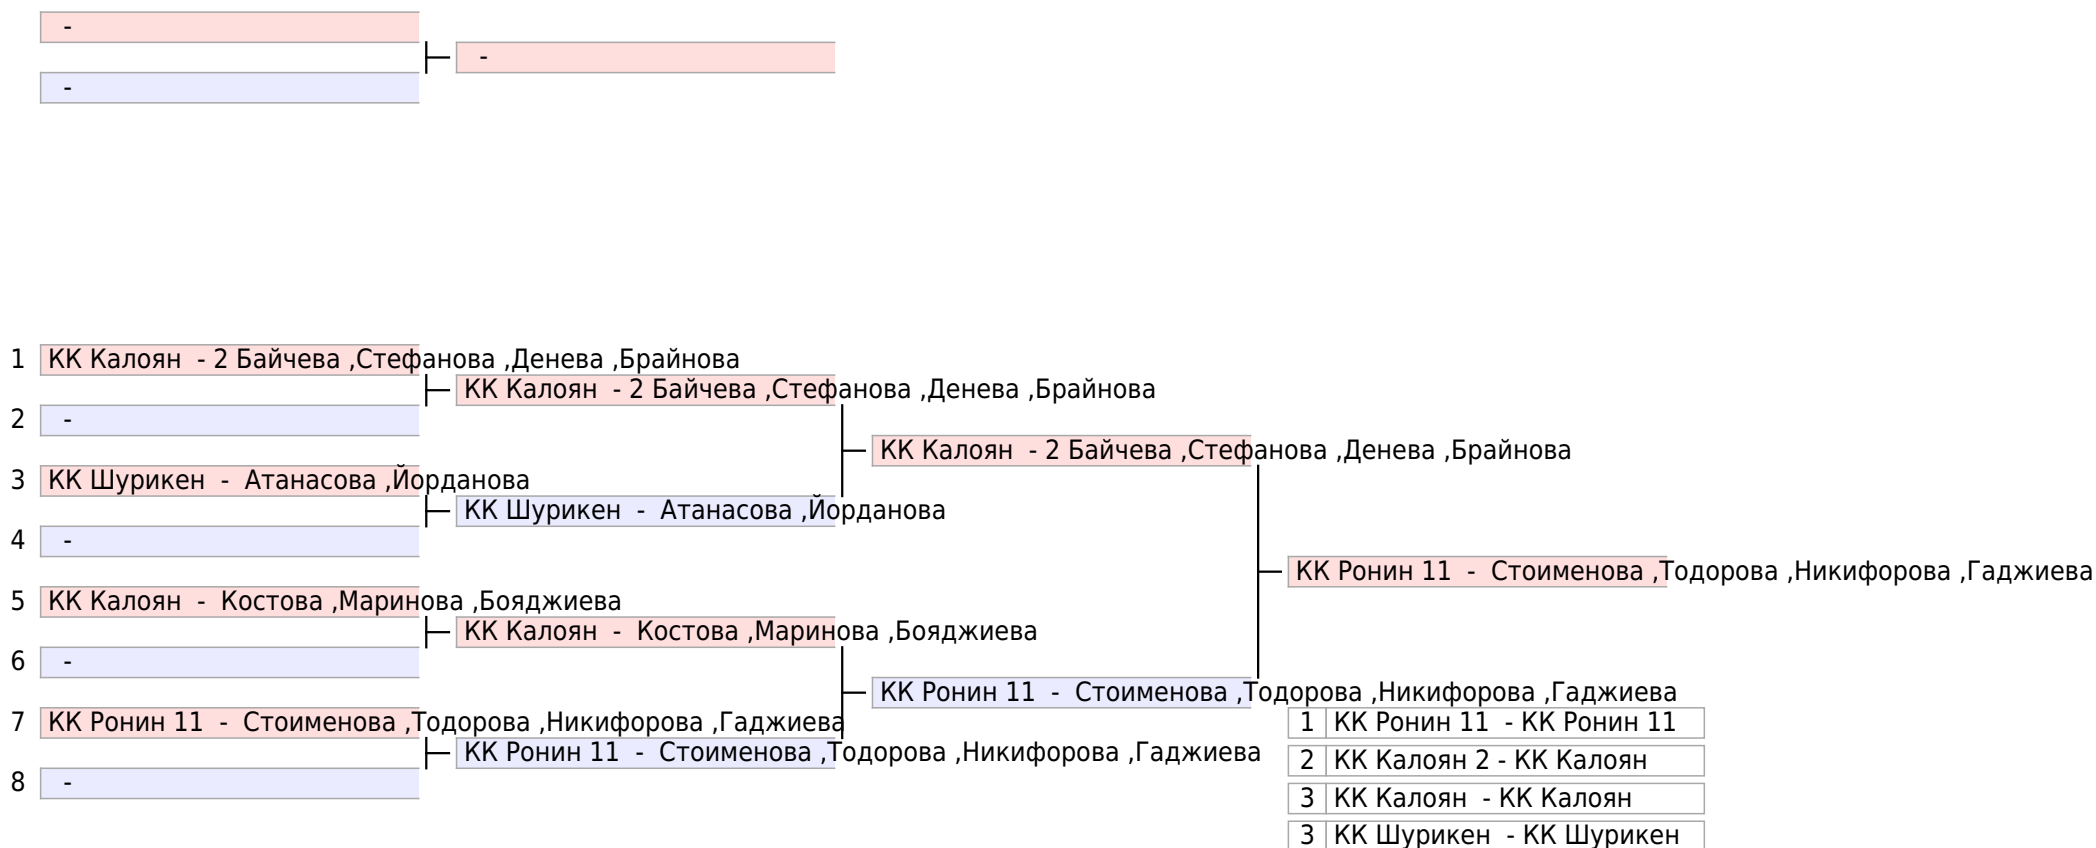 -
-
-
1 КК Калоян - 2 Байчева ,Стефанова ,Денева ,Брайнова
КК Калоян - 2 Байчева ,Стефанова ,Денева ,Брайнова
2 -
КК Калоян - 2 Байчева ,Стефанова ,Денева ,Брайнова
3 КК Шурикен - Атанасова ,Йорданова
КК Шурикен - Атанасова ,Йорданова
4 -
КК Ронин 11 - Стоименова ,Тодорова ,Никифорова ,Гаджиева
5 КК Калоян - Костова ,Маринова ,Бояджиева
КК Калоян - Костова ,Маринова ,Бояджиева
6 -
КК Ронин 11 - Стоименова ,Тодорова ,Никифорова ,Гаджиева
7 КК Ронин 11 - Стоименова ,Тодорова ,Никифорова ,Гаджиева
КК Ронин 11 - Стоименова ,Тодорова ,Никифорова ,Гаджиева
8 -
1 КК Ронин 11 - КК Ронин 11
2 КК Калоян 2 - КК Калоян
3 КК Калоян - КК Калоян
3 КК Шурикен - КК Шурикен